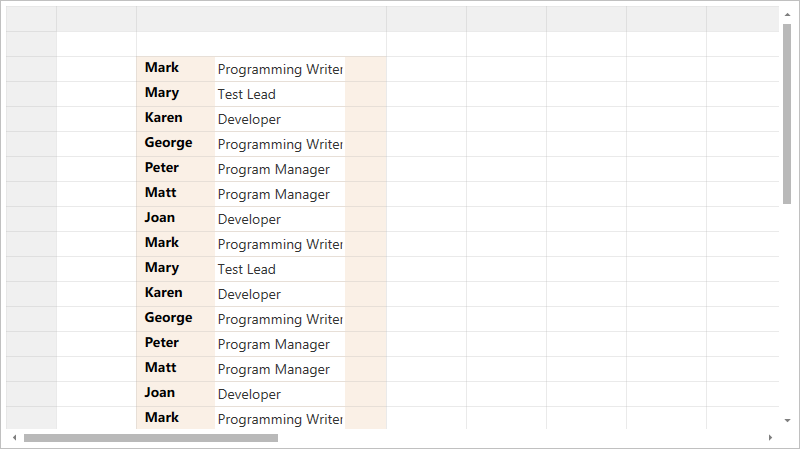 Mark Programming Writer
Mary Test Lead
Karen Developer
George Programming Writer
Peter Program Manager
Matt Program Manager
Joan Developer
Mark Programming Writer
Mary Test Lead
Karen Developer
George Programming Writer
Peter Program Manager
Matt Program Manager
Joan Developer
Mark Programming Writer